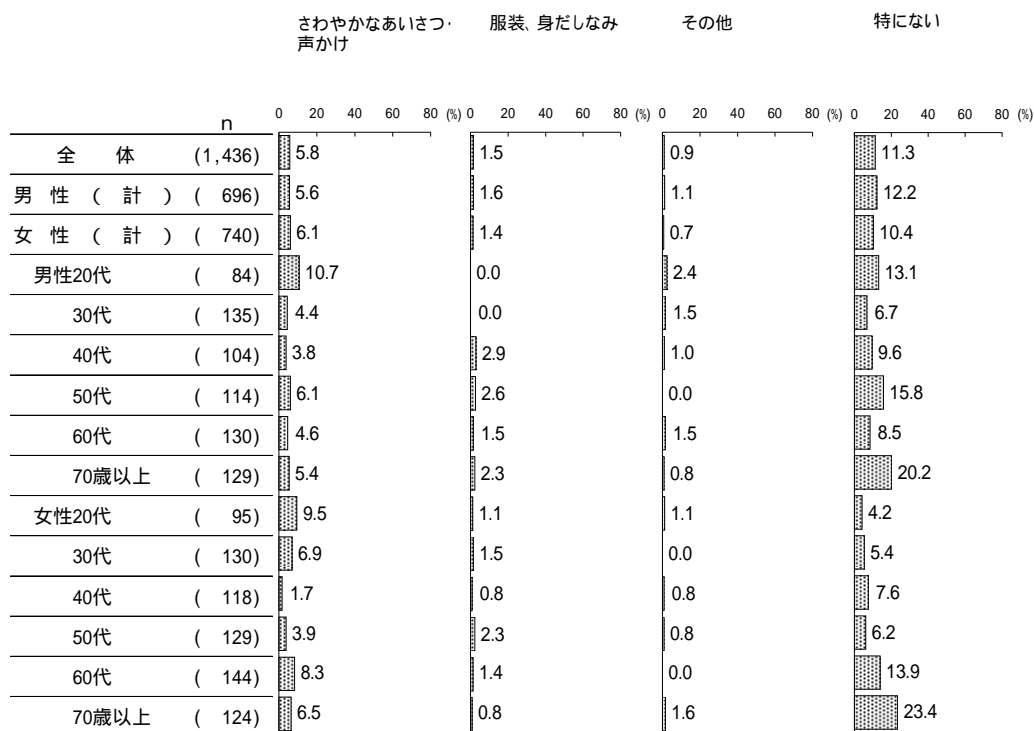 さわやかなあいさつ・ 服装、身だしなみ その他 特にない
声かけ
0 20 40 60 80 (%) 0 20 40 60 80 (%) 0 20 40 60 80 (%) 0 20 40 60 80 (%)
n
全 体 (1,436) 5.8 1.5 0.9 11.3
男 性 ( 計 ) ( 696) 5.6 1.6 1.1 12.2
女 性 ( 計 ) ( 740) 6.1 1.4 0.7 10.4
男性20代 ( 84) 10.7 0.0 2.4 13.1
30代 ( 135) 4.4 0.0 1.5 6.7
40代 ( 104) 3.8 2.9 1.0 9.6
50代 ( 114) 6.1 2.6 0.0 15.8
60代 ( 130) 4.6 1.5 1.5 8.5
70歳以上 ( 129) 5.4 2.3 0.8 20.2
女性20代 ( 95) 9.5 1.1 1.1 4.2
30代 ( 130) 6.9 1.5 0.0 5.4
40代 ( 118) 1.7 0.8 0.8 7.6
50代 ( 129) 3.9 2.3 0.8 6.2
60代 ( 144) 8.3 1.4 0.0 13.9
70歳以上 ( 124) 6.5 0.8 1.6 23.4